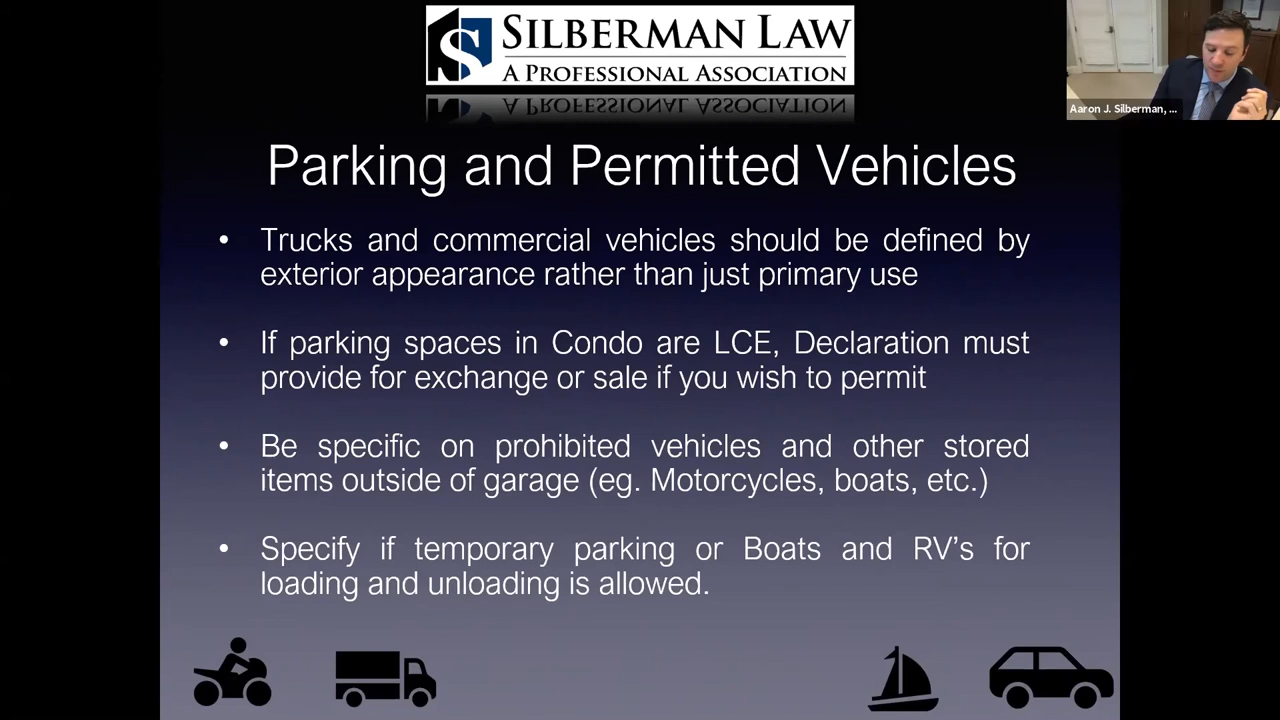 SILBERMAN LAW
A PROFESSIONAL ASSOCIATION
A PROFESSIONAL ASSOCIATION
Aaron J. Silberman, ...
Parking and Permitted Vehicles
• Trucks and commercial vehicles should be defined by
exterior appearance rather than just primary use
• If parking spaces in Condo are LCE, Declaration must
provide for exchange or sale if you wish to permit
• Be specific on prohibited vehicles and other stored
items outside of garage (eg. Motorcycles, boats, etc.)
• Specify if temporary parking or Boats and RV's for
loading and unloading is allowed.